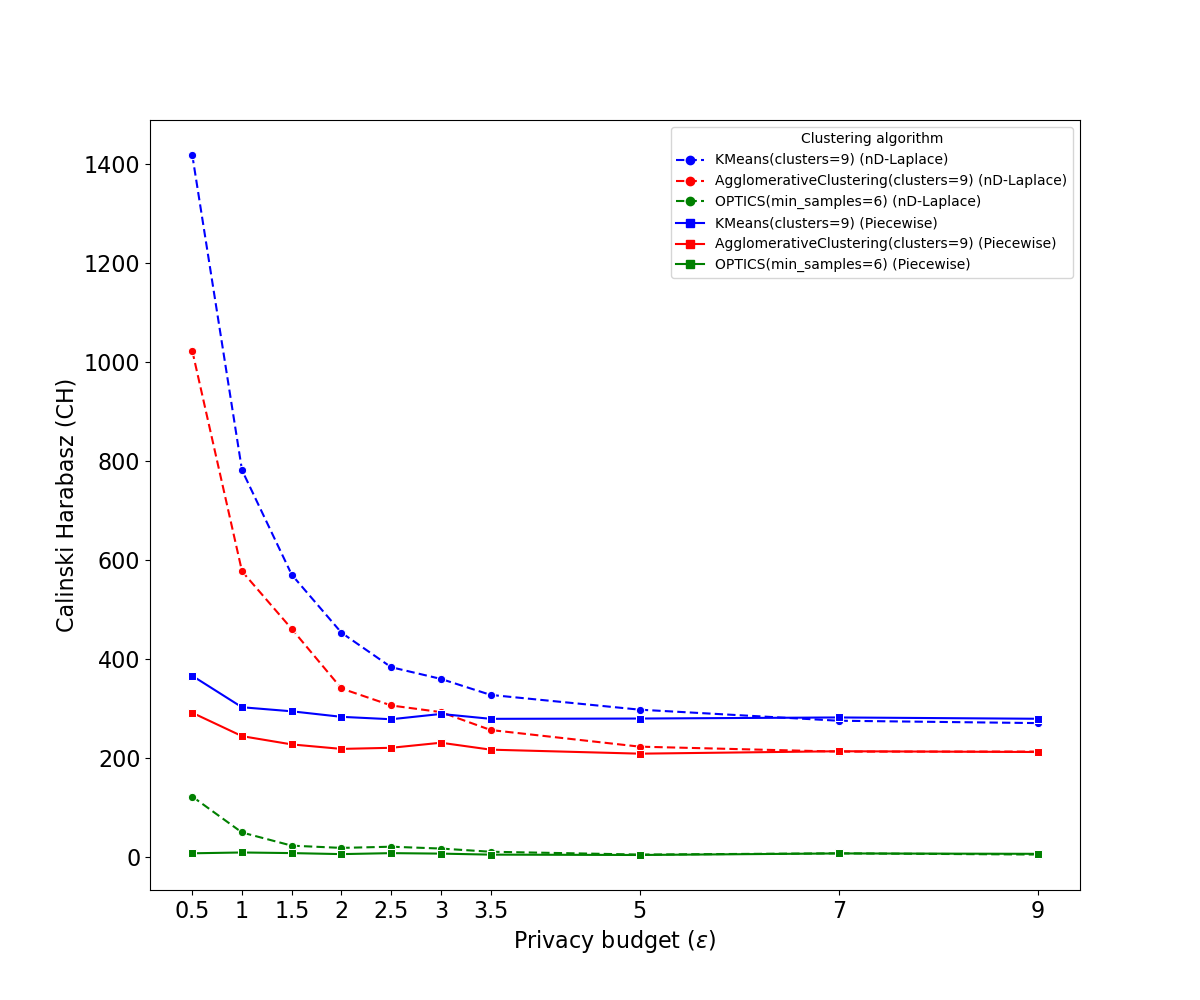 Clustering algorithm
KMeans(clusters=9) (nD-Laplace)
AgglomerativeClustering(clusters=9) (nD-Laplace)
OPTICS(min_samples=6) (nD-Laplace)
KMeans(clusters=9) (Piecewise)
AgglomerativeClustering(clusters=9) (Piecewise)
OPTICS(min_samples=6) (Piecewise)
Calinski Harabasz (CH)
1400
1200
1000
800
600
400
200
0
0.5 1 1.5 2 2.5 3 3.5 5 7 9
Privacy budget (ε)